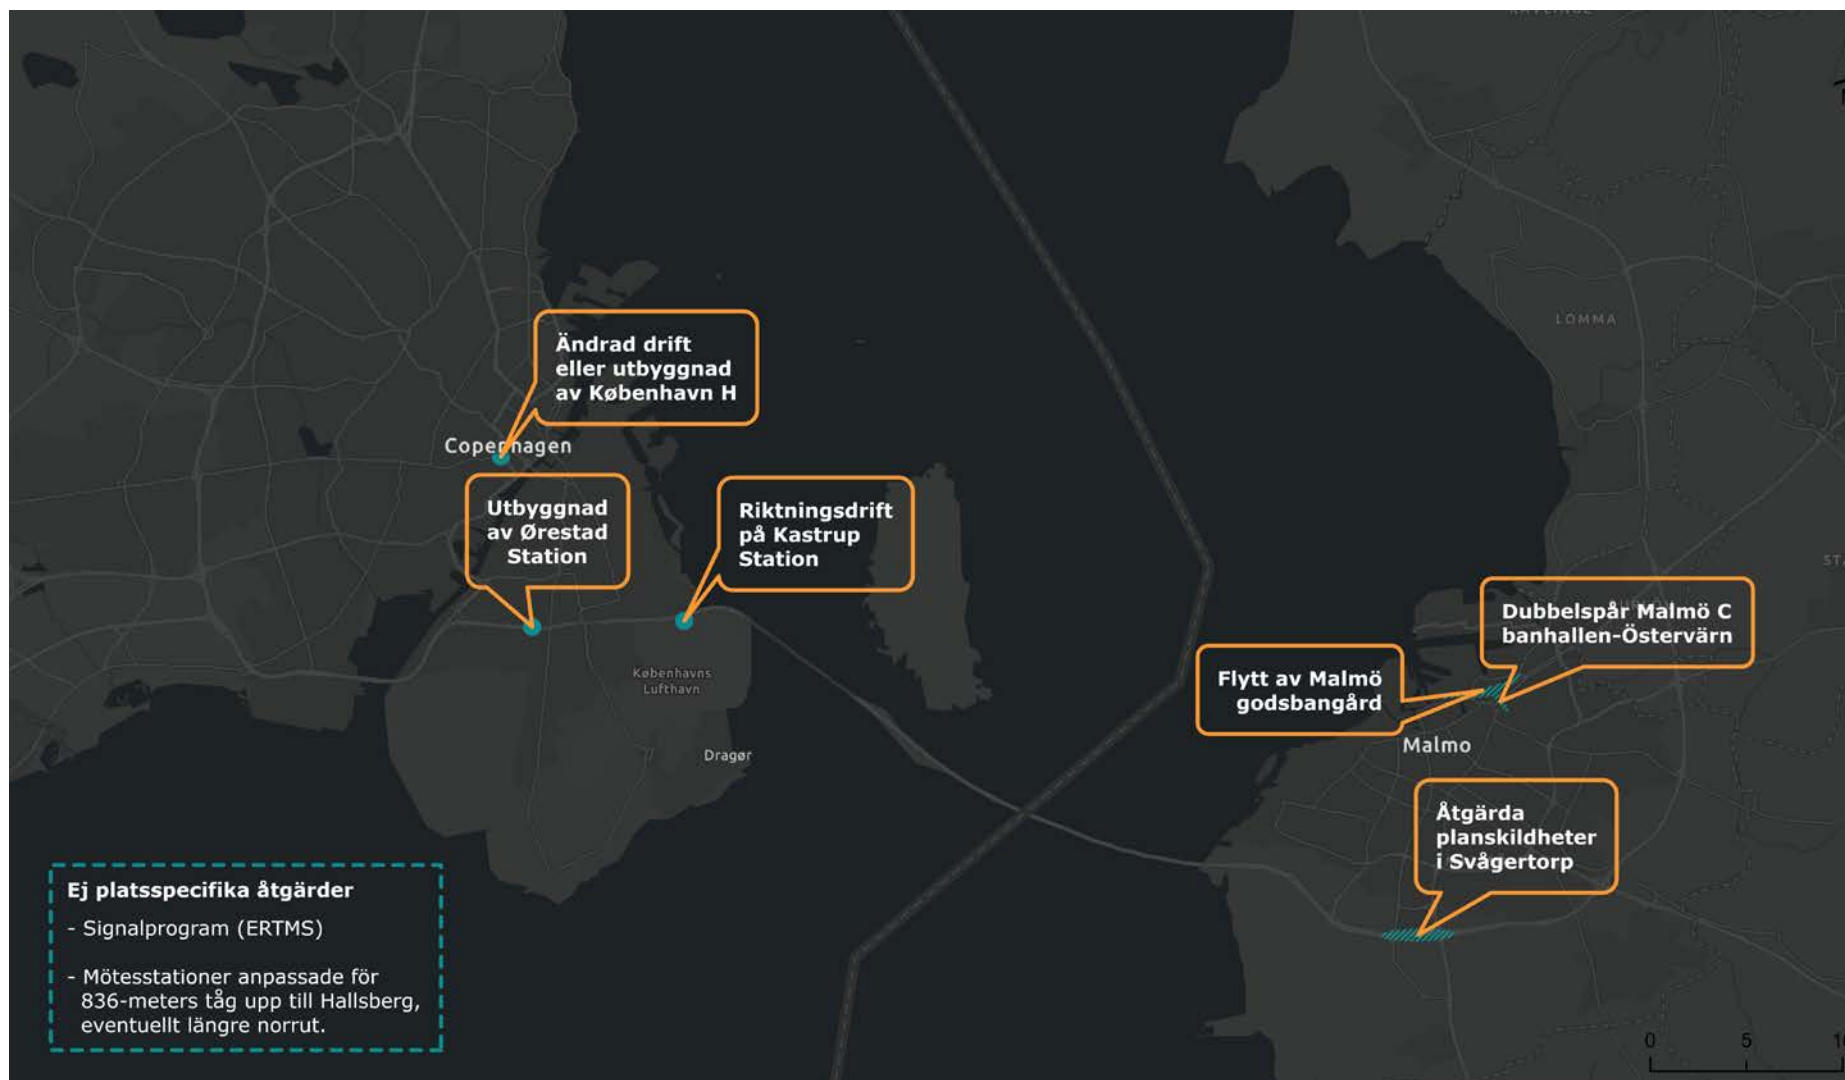 LOMMA
Ändrad drift
eller utbyggnad
av København H
Copenhagen
Utbyggnad
av Ørestad
Station
Riktningsdrift
på Kastrup
Station
Københavns
Lufthavn
Dragør
Dubbelspår Malmö C
banhallen-Östervärn
Flytt av Malmö
godsbangård
Malmo
Åtgärda
planskildheter
i Svågertorp
Ej platsspecifika åtgärder
- Signalprogram (ERTMS)
- Mötesstationer anpassade för
836-meters tåg upp till Hallsberg,
eventuellt längre norrut.
0 5